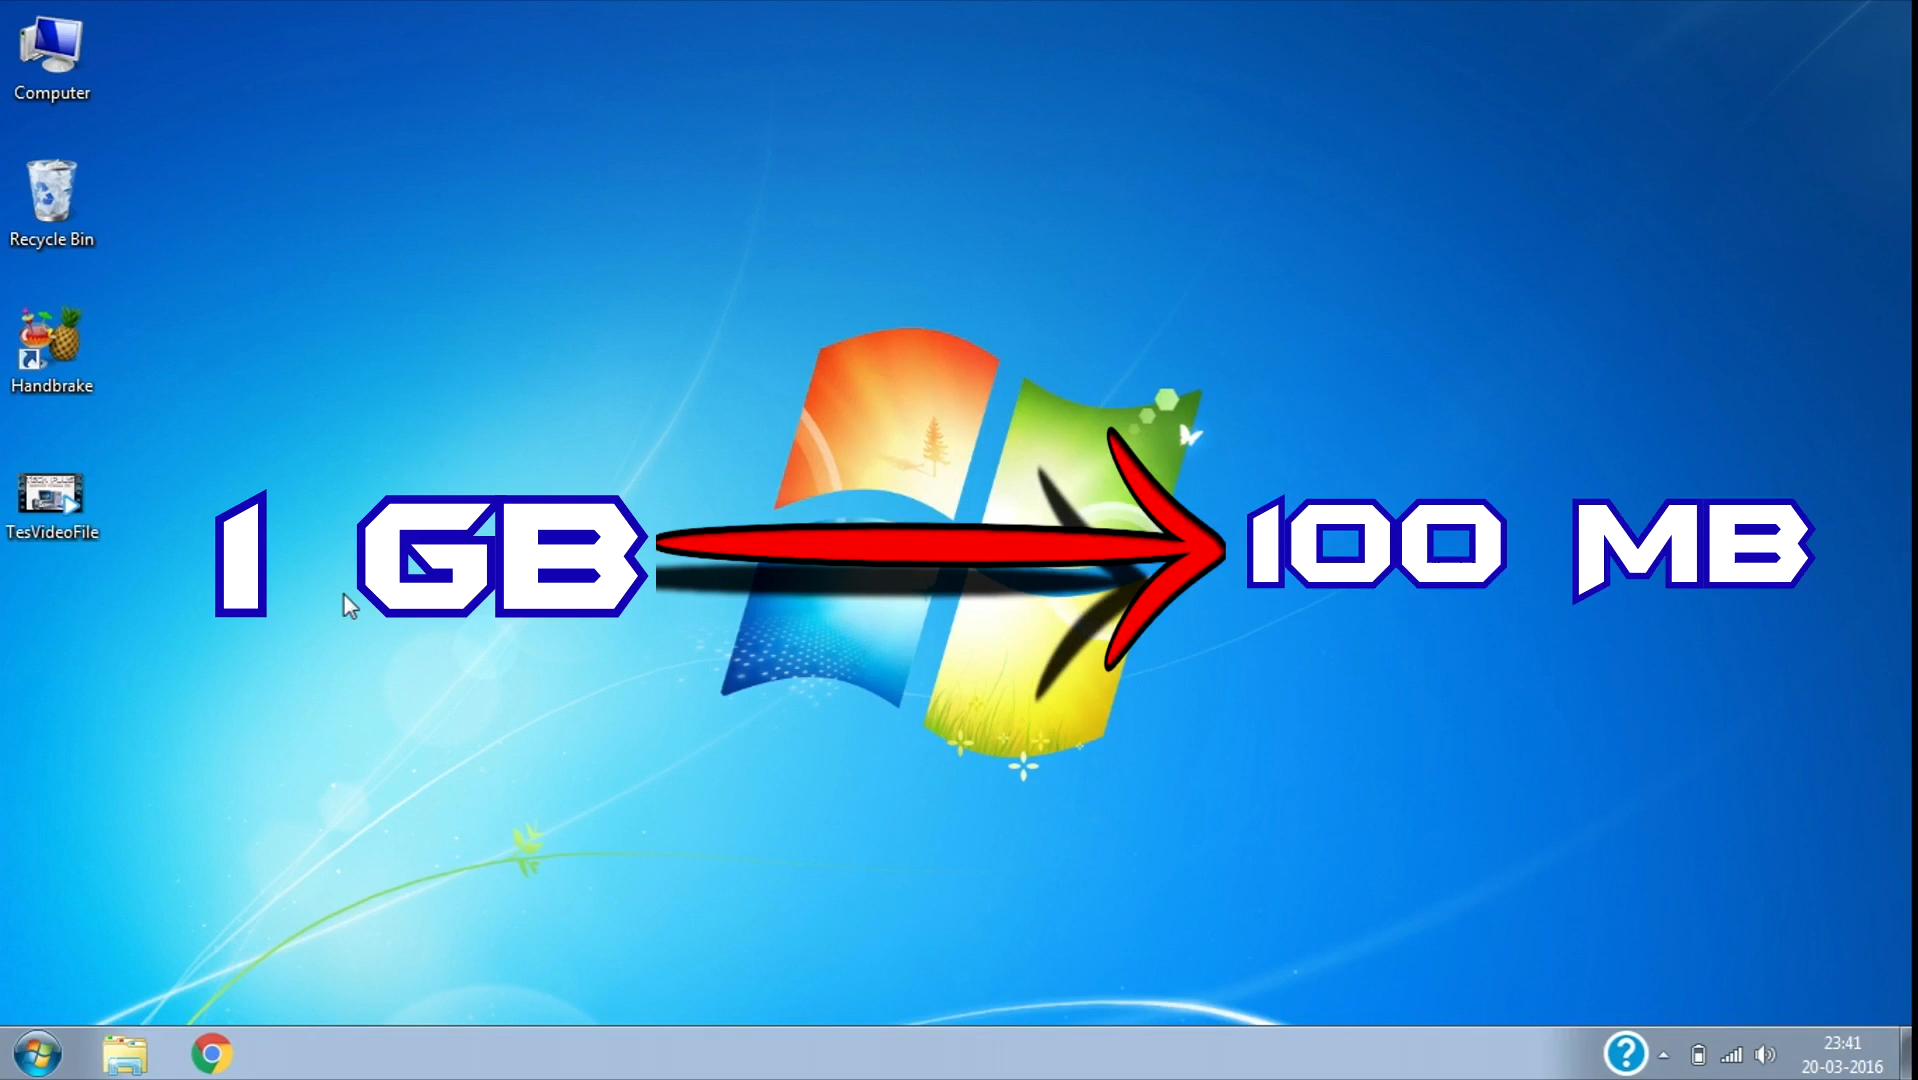 Computer
Recycle Bin
Handbrake
TesVideoFile
1 GB 100 MB
23:41
20-03-2016